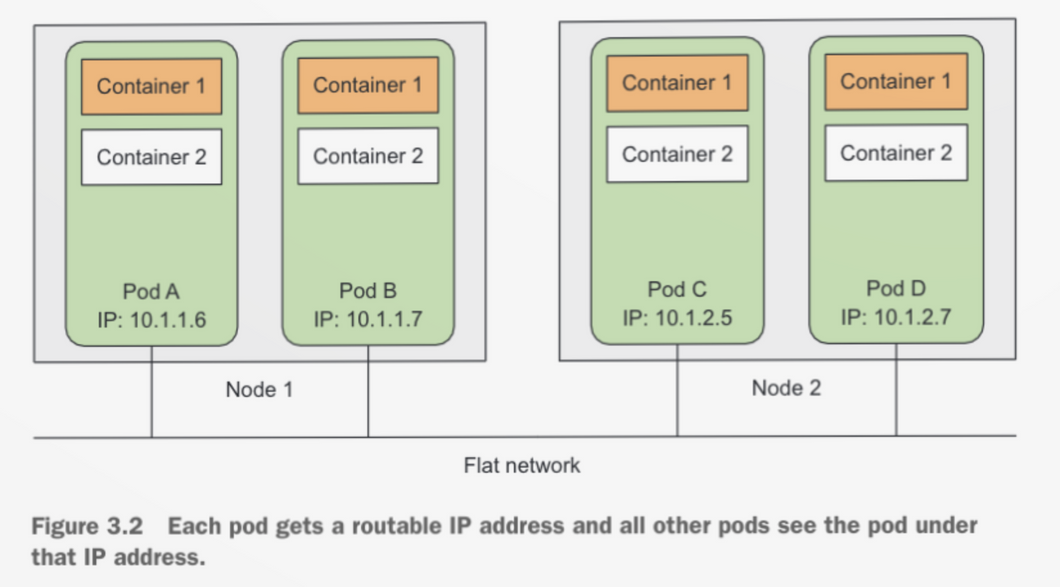 Container 1
Container 2
Pod A
IP: 10.1.1.6
Container 1
Container 2
Pod B
IP: 10.1.1.7
Node 1
Container 1
Container 2
Pod C
IP: 10.1.2.5
Container 1
Container 2
Pod D
IP: 10.1.2.7
Node 2
Flat network
Figure 3.2 Each pod gets a routable IP address and all other pods see the pod under
that IP address.